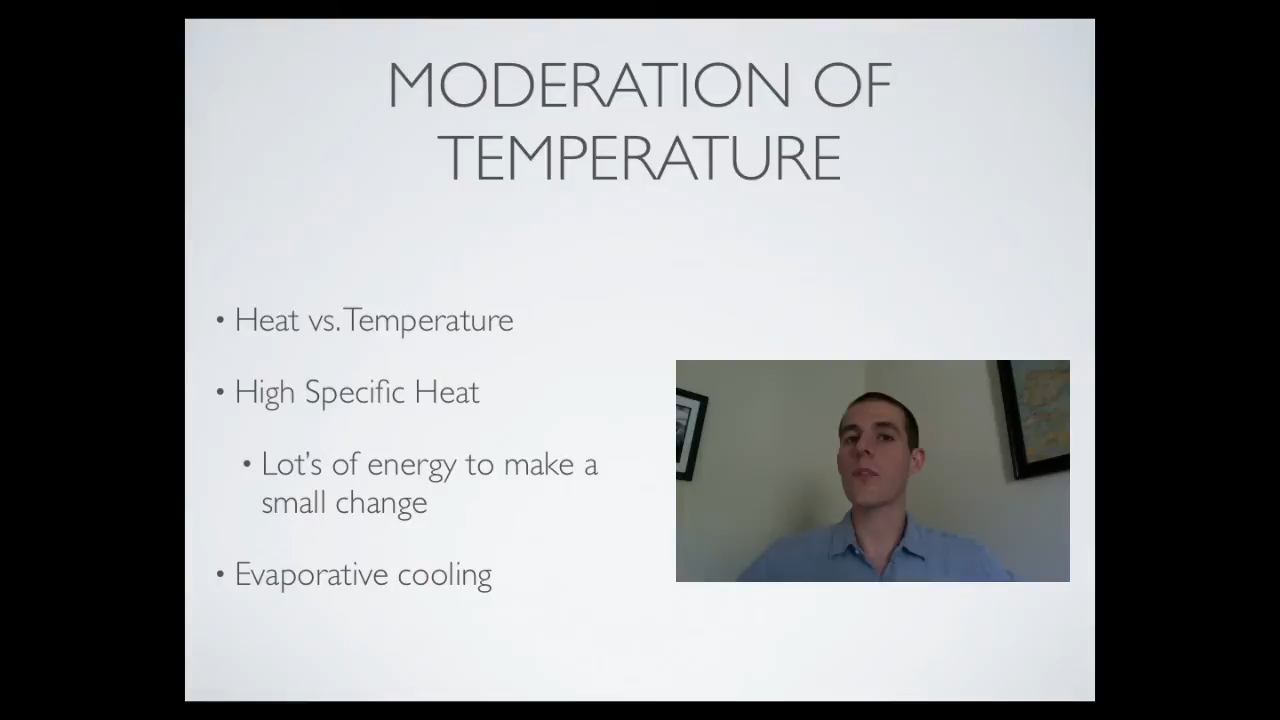 MODERATION OF
TEMPERATURE
• Heat vs. Temperature
• High Specific Heat
• Lot's of energy to make a
small change
• Evaporative cooling